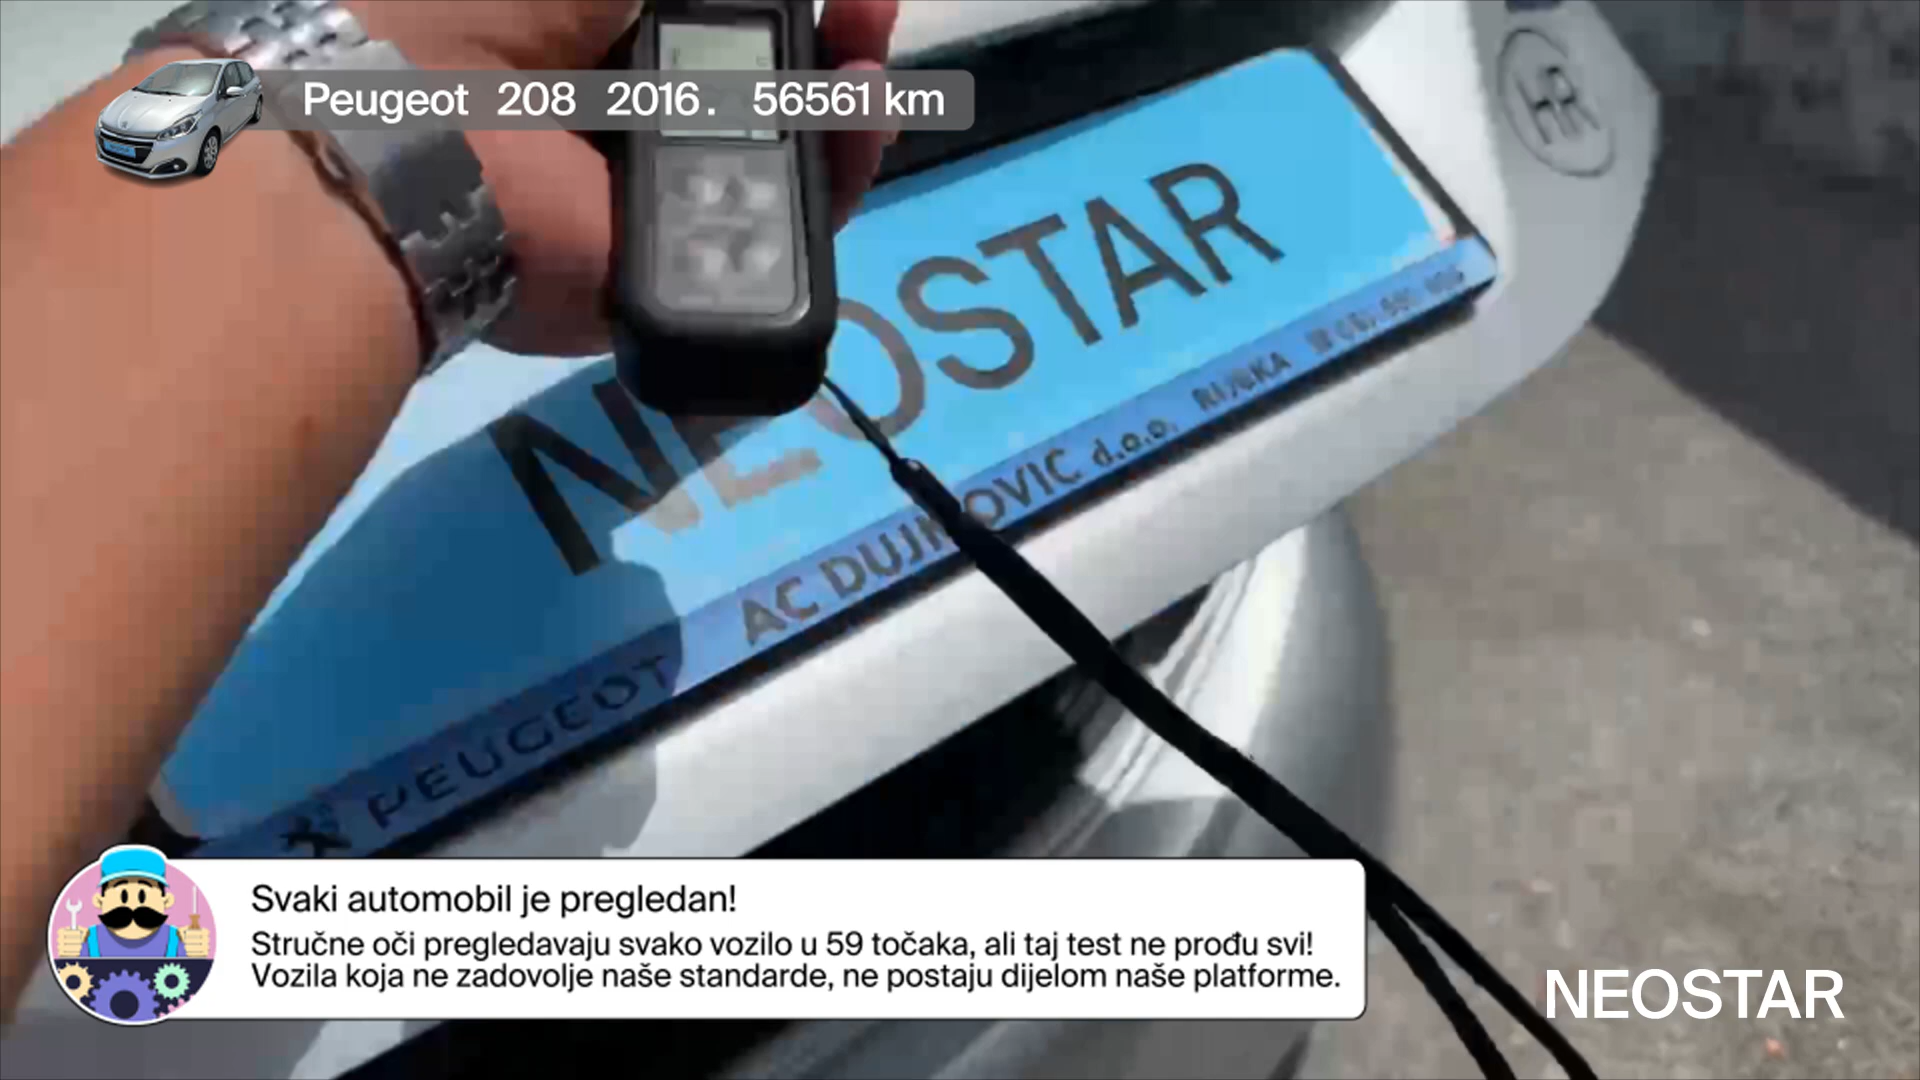 Peugeot 208 2016. 56561 km
HR
NEOSTAR
PEUGEOT AC DUJMOVIC d.o.o. RIJEKA
Svaki automobil je pregledan!
Stručne oči pregledavaju svako vozilo u 59 točaka, ali taj test ne prođu svi!
Vozila koja ne zadovolje naše standarde, ne postaju dijelom naše platforme.
NEOSTAR